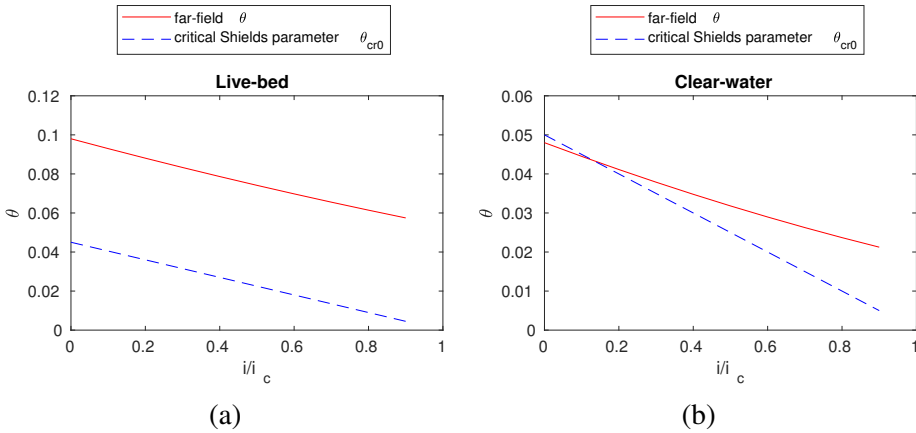 far-field θ
critical Shields parameter θcr0
Live-bed
0.12
0.1
0.08
0.06
0.04
0.02
0
θ
0 0.2 0.4 0.6 0.8 1
i/i c
(a)
far-field θ
critical Shields parameter θcr0
Clear-water
0.06
0.05
0.04
0.03
0.02
0.01
0
θ
0 0.2 0.4 0.6 0.8 1
i/i c
(b)